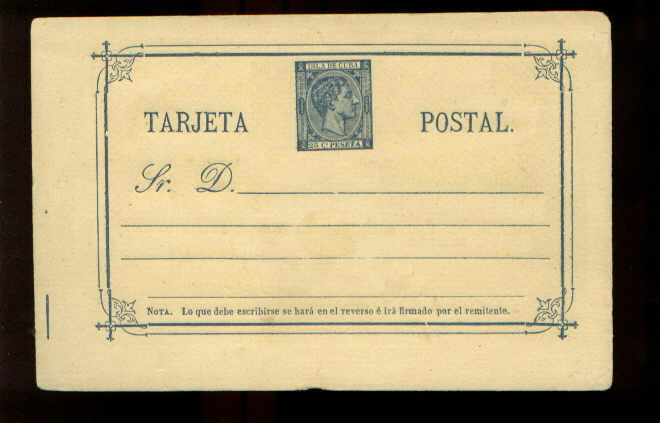 ISLA DE CUBA
25 Cs PESETA
TARJETA POSTAL.
Sr. D.
NOTA. Lo que debe escribirse se hará en el reverso é irá firmado por el remitente.